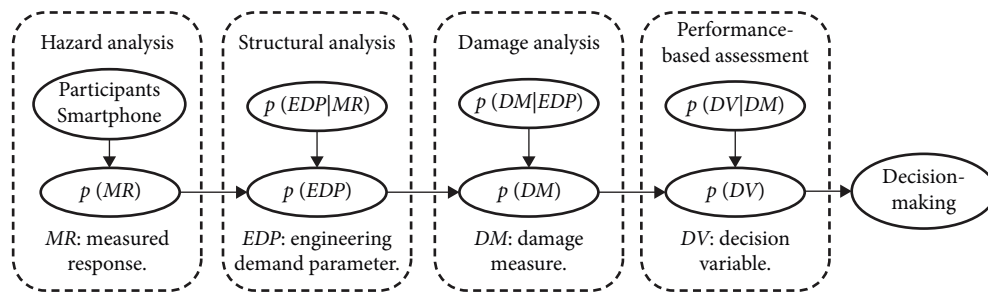 Hazard analysis
Participants
Smartphone
p (MR)
MR: measured
response.
Structural analysis
p (EDP|MR)
p (EDP)
EDP: engineering
demand parameter.
Damage analysis
p (DM|EDP)
p (DM)
DM: damage
measure.
Performance-
based assessment
p (DV|DM)
p (DV)
DV: decision
variable.
Decision-
making